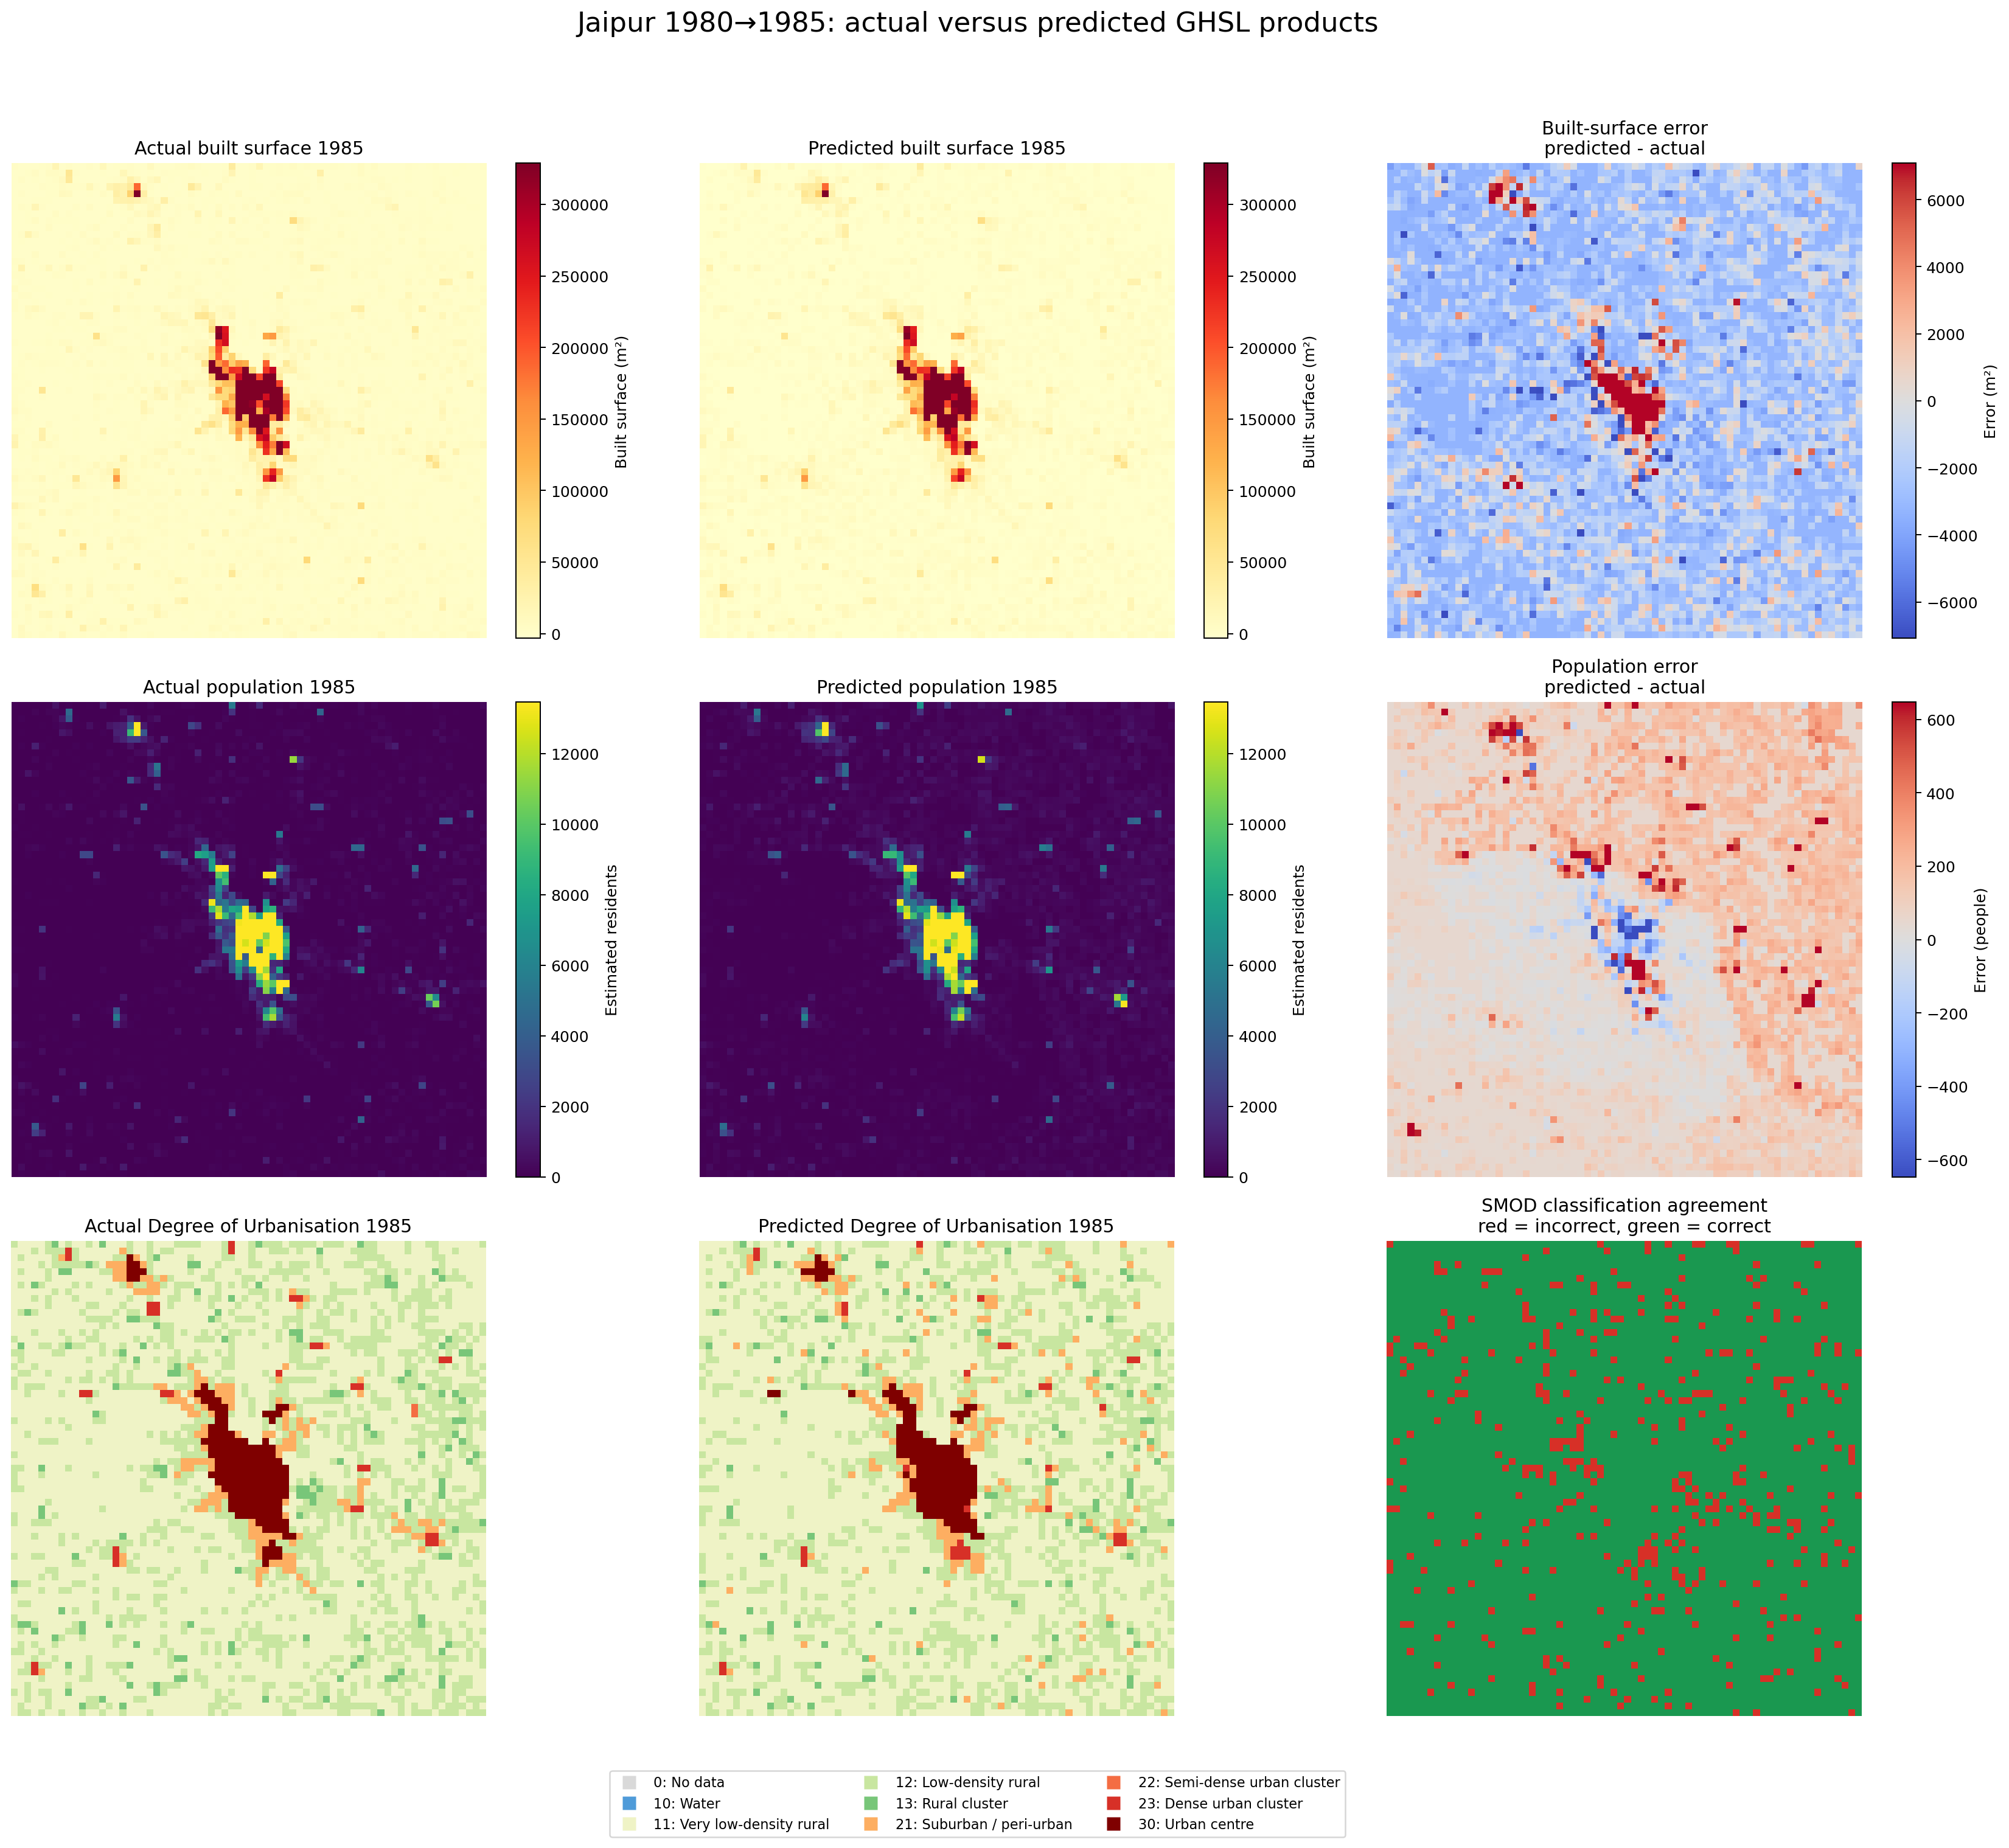 Jaipur 1980→1985: actual versus predicted GHSL products
Actual built surface 1985
300000
250000
200000
150000
100000
50000
0
Built surface (m²)
Predicted built surface 1985
300000
250000
200000
150000
100000
50000
0
Built surface (m²)
Built-surface error
predicted - actual
6000
4000
2000
0
−2000
−4000
−6000
Error (m²)
Actual population 1985
12000
10000
8000
6000
4000
2000
0
Estimated residents
Predicted population 1985
12000
10000
8000
6000
4000
2000
0
Estimated residents
Population error
predicted - actual
600
400
200
0
−200
−400
−600
Error (people)
Actual Degree of Urbanisation 1985
Predicted Degree of Urbanisation 1985
SMOD classification agreement
red = incorrect, green = correct
0: No data
10: Water
11: Very low-density rural
12: Low-density rural
13: Rural cluster
21: Suburban / peri-urban
22: Semi-dense urban cluster
23: Dense urban cluster
30: Urban centre